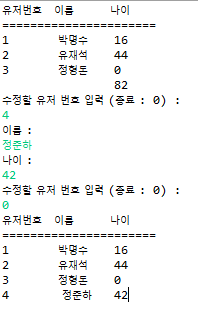 유저번호 이름 나이
======================
1 박명수 16
2 유재석 44
3 정형돈 0
82
수정할 유저 번호 입력 (종료 : 0) :
4
이름 :
정준하
나이 :
42
수정할 유저 번호 입력 (종료 : 0) :
0
유저번호 이름 나이
======================
1 박명수 16
2 유재석 44
3 정형돈 0
4 정준하 42